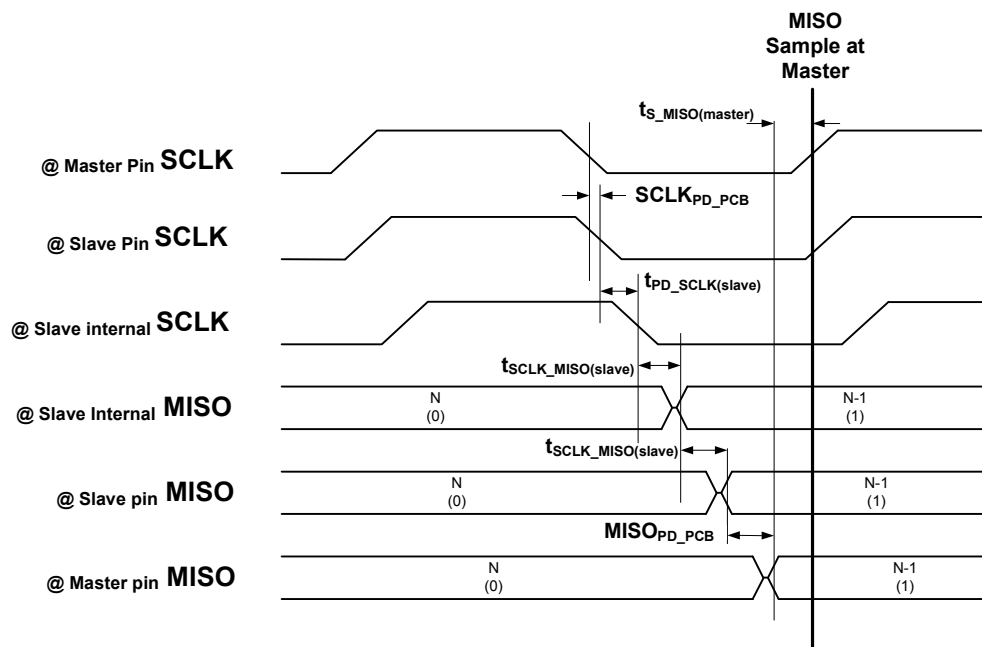 MISO
Sample at
Master
tS_MISO(master)
@ Master Pin SCLK
SCLKPD_PCB
@ Slave Pin SCLK
tPD_SCLK(slave)
@ Slave internal SCLK
tSCLK_MISO(slave)
@ Slave Internal MISO
N
(0)
N-1
(1)
tSCLK_MISO(slave)
@ Slave pin MISO
N
(0)
N-1
(1)
MISOPD_PCB
@ Master pin MISO
N
(0)
N-1
(1)